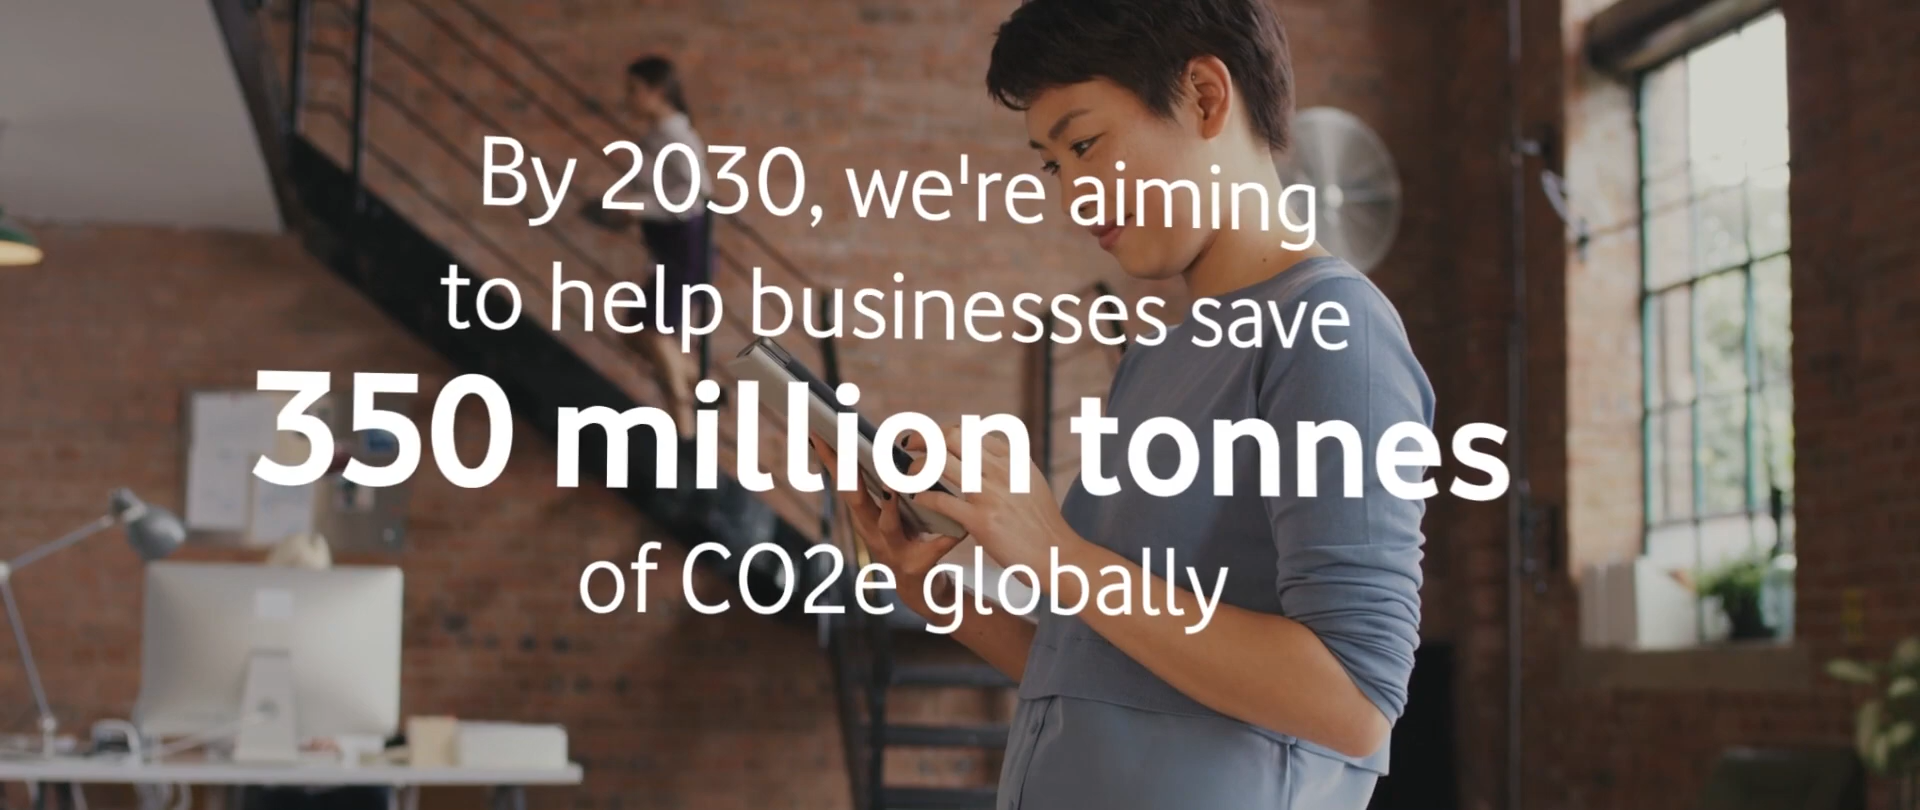 By 2030, we're aiming
to help businesses save
350 million tonnes
of CO2e globally